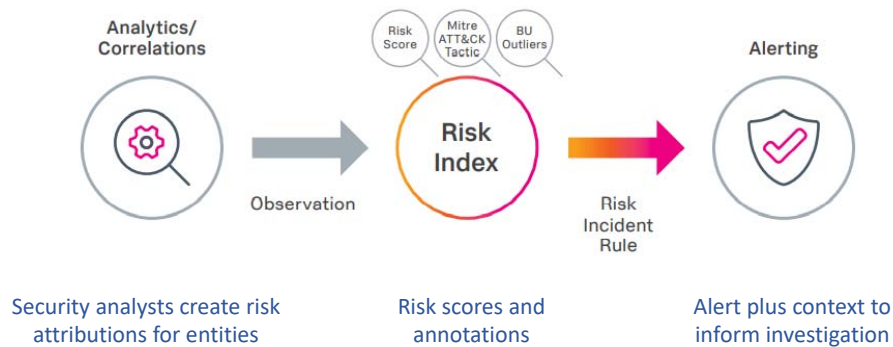 Analytics/
Correlations
Risk
Score
Mitre
ATT&CK
Tactic
BU
Outliers
Alerting
Risk
Index
Observation
Risk
Incident
Rule
Security analysts create risk
attributions for entities
Risk scores and
annotations
Alert plus context to
inform investigation